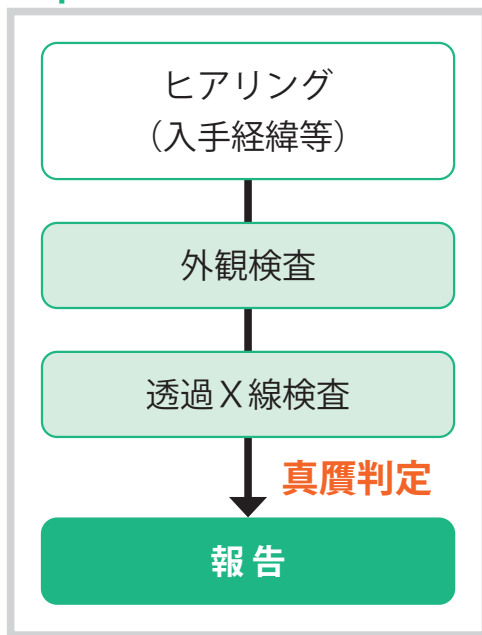 ヒアリング
（入手経緯等）
外観検査
透過X線検査
真贋判定
報告